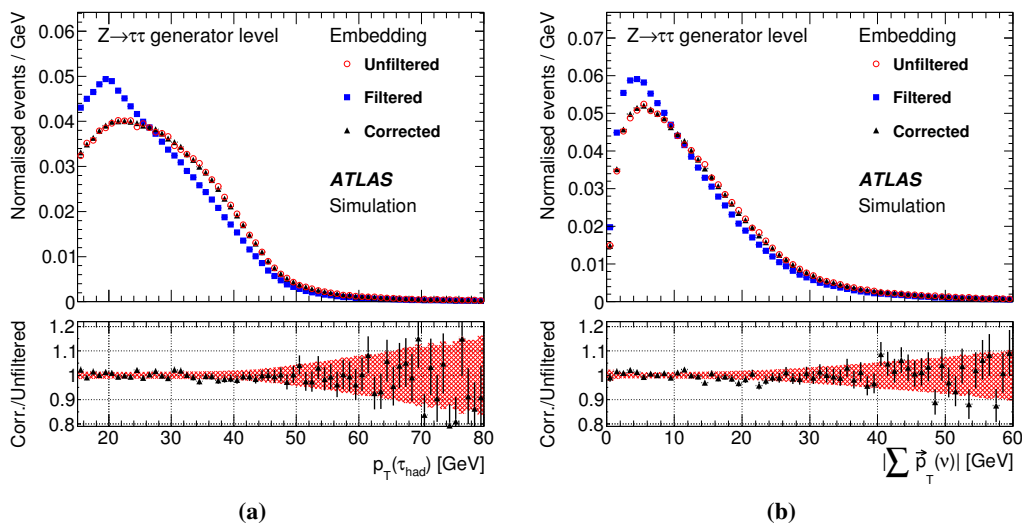 Normalised events / GeV
0.06
0.05
0.04
0.03
0.02
0.01
0
Z→ττ generator level
Embedding
Unfiltered
Filtered
Corrected
ATLAS
Simulation
Corr./Unfiltered
1.2
1.1
1
0.9
0.8
20 30 40 50 60 70 80
p_T(τ_had) [GeV]
(a)
Normalised events / GeV
0.07
0.06
0.05
0.04
0.03
0.02
0.01
0
Z→ττ generator level
Embedding
Unfiltered
Filtered
Corrected
ATLAS
Simulation
Corr./Unfiltered
1.2
1.1
1
0.9
0.8
0 10 20 30 40 50 60
|∑ p⃗_T(ν)| [GeV]
(b)